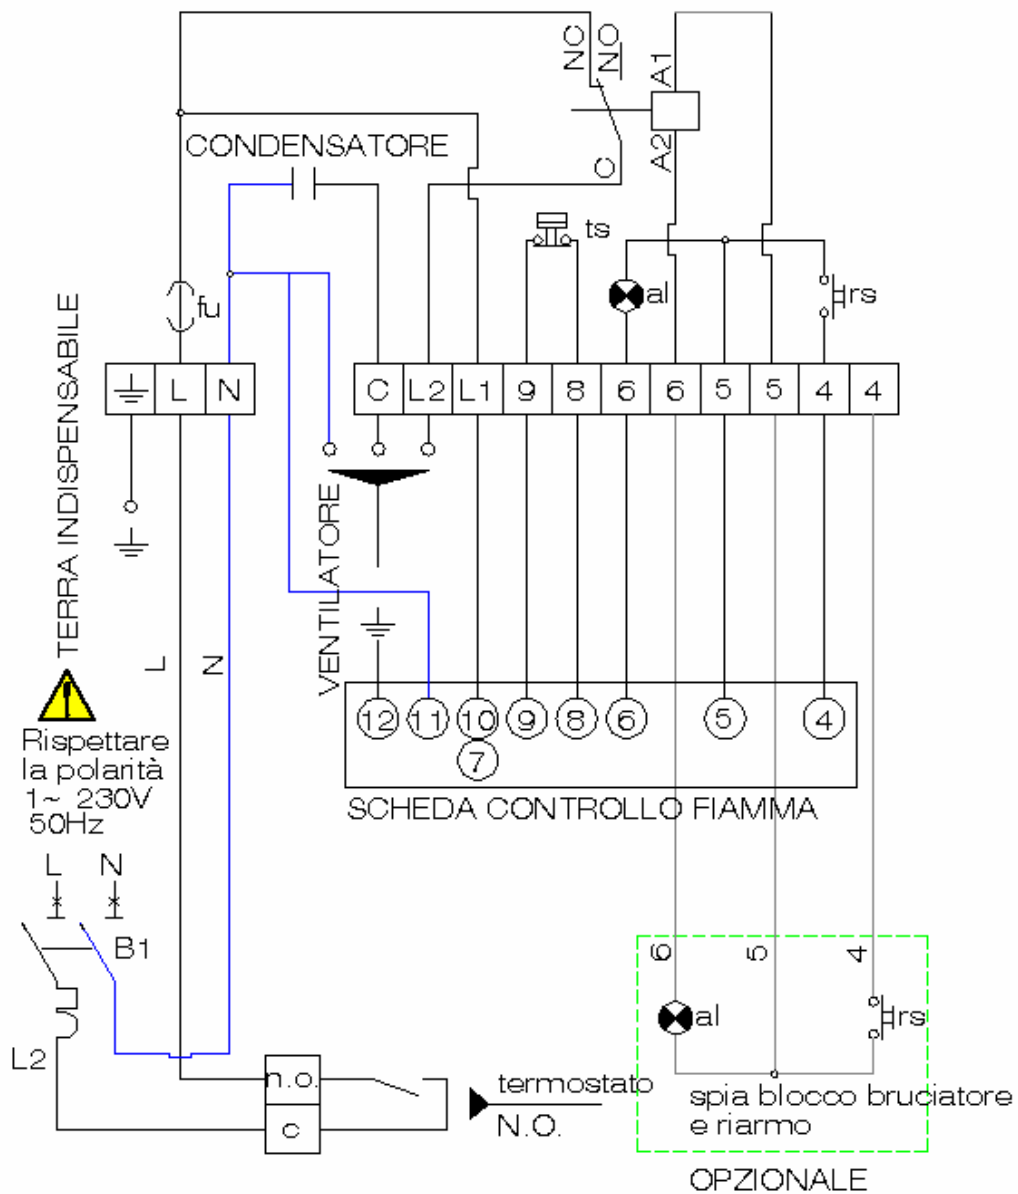 NC
NO
A1
A2
C
CONDENSATORE
ts
al
rs
fu
L
N
C
L2
L1
9
8
6
6
5
5
4
4
TERRA INDISPENSABILE
VENTILATORE
L
N
12
11
10
9
8
6
5
4
7
SCHEDA CONTROLLO FIAMMA
Rispettare
la polarità
1~ 230V
50Hz
L
N
B1
L2
n.o.
c
termostato
N.O.
6
5
4
al
rs
spia blocco bruciatore
e riarmo
OPZIONALE